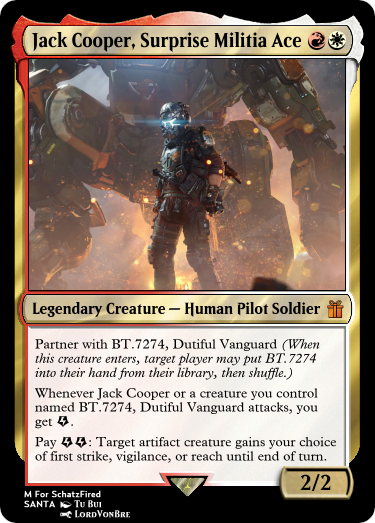 Jack Cooper, Surprise Militia Ace
Legendary Creature — Human Pilot Soldier
Partner with BT.7274, Dutiful Vanguard (When
this creature enters, target player may put BT.7274
into their hand from their library, then shuffle.)
Whenever Jack Cooper or a creature you control
named BT.7274, Dutiful Vanguard attacks, you
get .
Pay : Target artifact creature gains your choice
of first strike, vigilance, or reach until end of turn.
2/2
M For SchatzFired
SANTA Tu Bui
LordVonBre